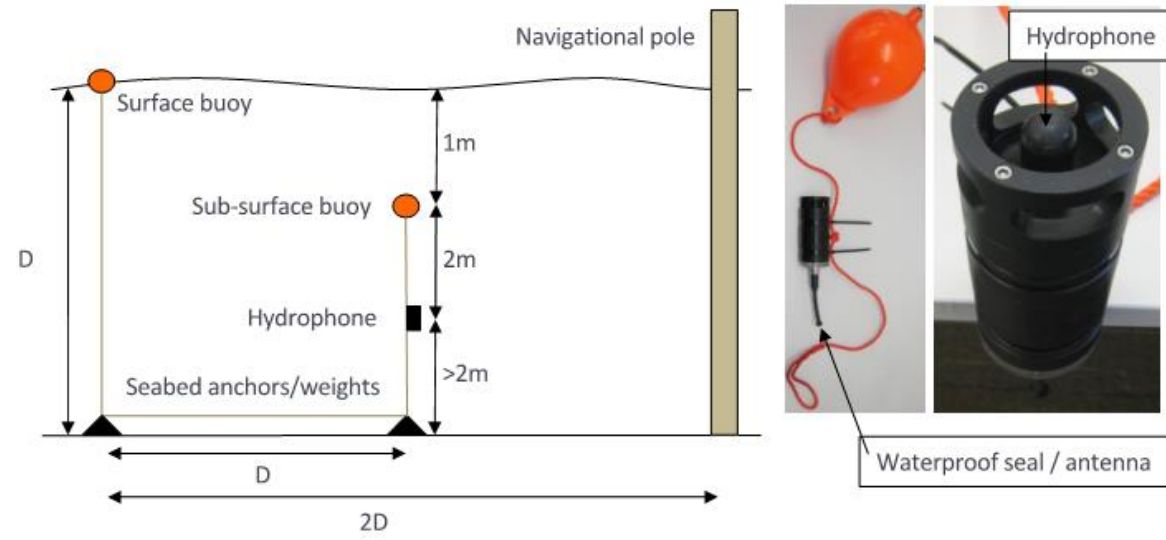 Navigational pole
Surface buoy
1m
Sub-surface buoy
2m
D
Hydrophone
>2m
Seabed anchors/weights
D
2D
Hydrophone
Waterproof seal / antenna